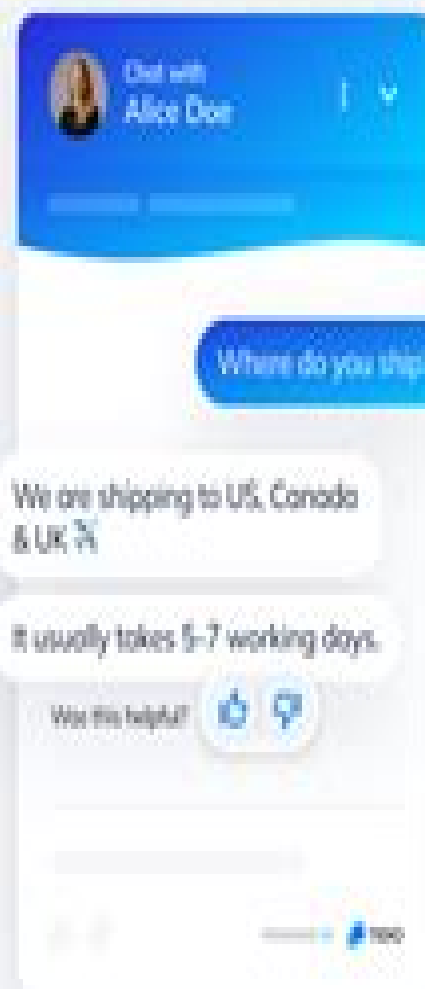 Chat with
Alice Doe
Where do you ship
We are shipping to US, Canada
& UK ✈️
It usually takes 5-7 working days.
Was this helpful?